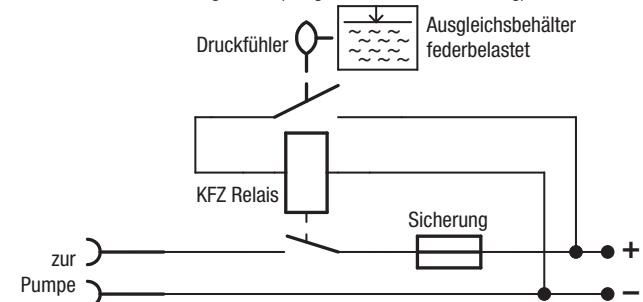 Druckfühler
Ausgleichsbehälter
federbelastet
KFZ Relais
Sicherung
zur
Pumpe
+
–